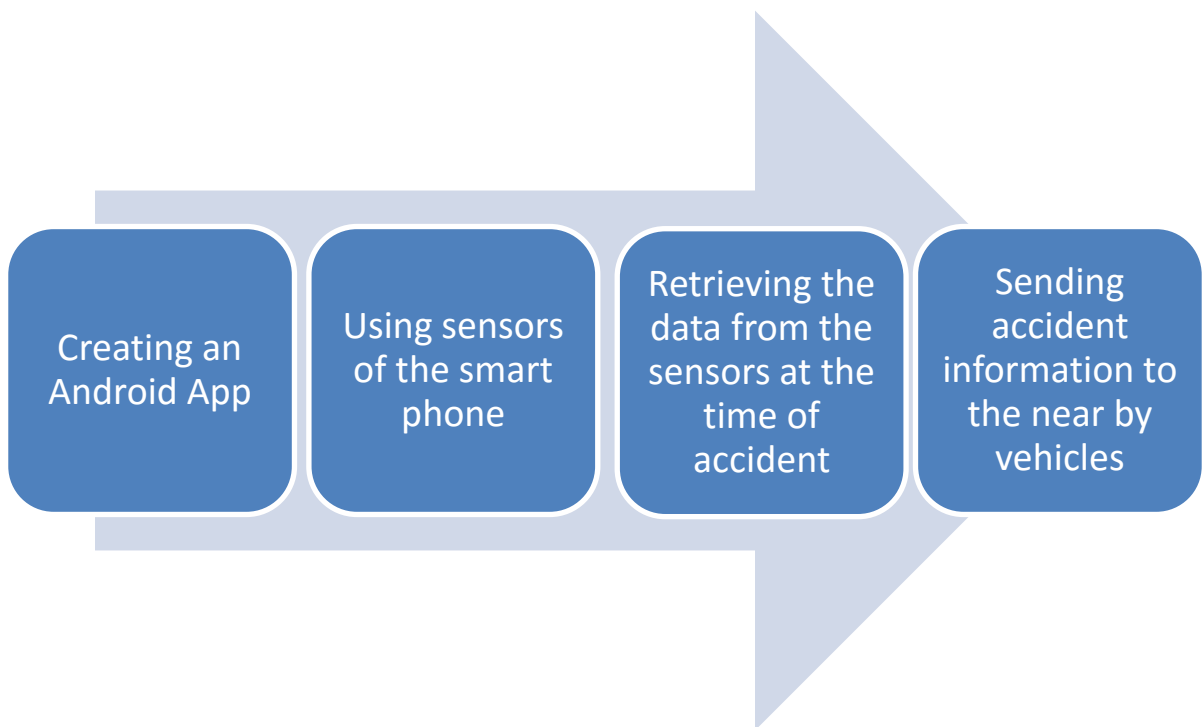 Creating an
Android App
Using sensors
of the smart
phone
Retrieving the
data from the
sensors at the
time of
accident
Sending
accident
information to
the near by
vehicles